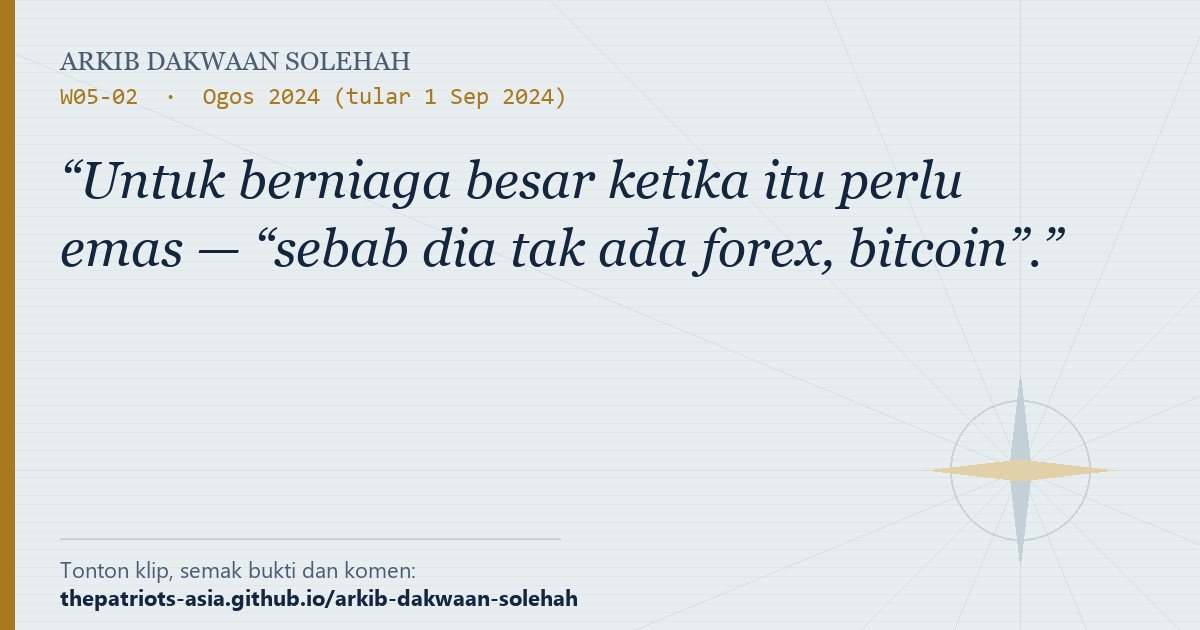 ARKIB DAKWAAN SOLEHAH
W05-02 · Ogos 2024 (tular 1 Sep 2024)
“Untuk berniaga besar ketika itu perlu
emas — “sebab dia tak ada forex, bitcoin”.”
Tonton klip, semak bukti dan komen:
thepatriots-asia.github.io/arkib-dakwaan-solehah